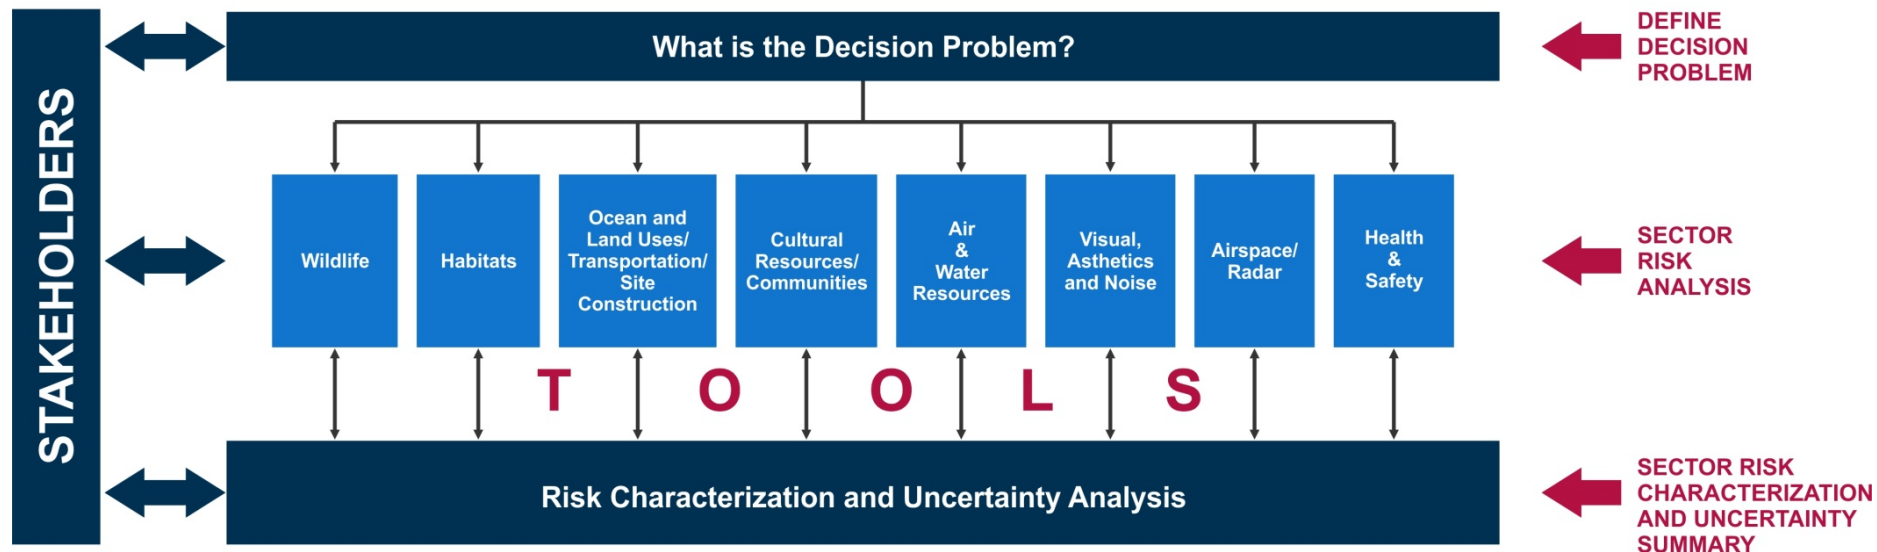 STAKEHOLDERS
What is the Decision Problem?
DEFINE
DECISION
PROBLEM
Wildlife
Habitats
Ocean and
Land Uses/
Transportation/
Site
Construction
Cultural
Resources/
Communities
Air
&
Water
Resources
Visual,
Asthetics
and Noise
Airspace/
Radar
Health
&
Safety
SECTOR
RISK
ANALYSIS
T O O L S
Risk Characterization and Uncertainty Analysis
SECTOR RISK
CHARACTERIZATION
AND UNCERTAINTY
SUMMARY